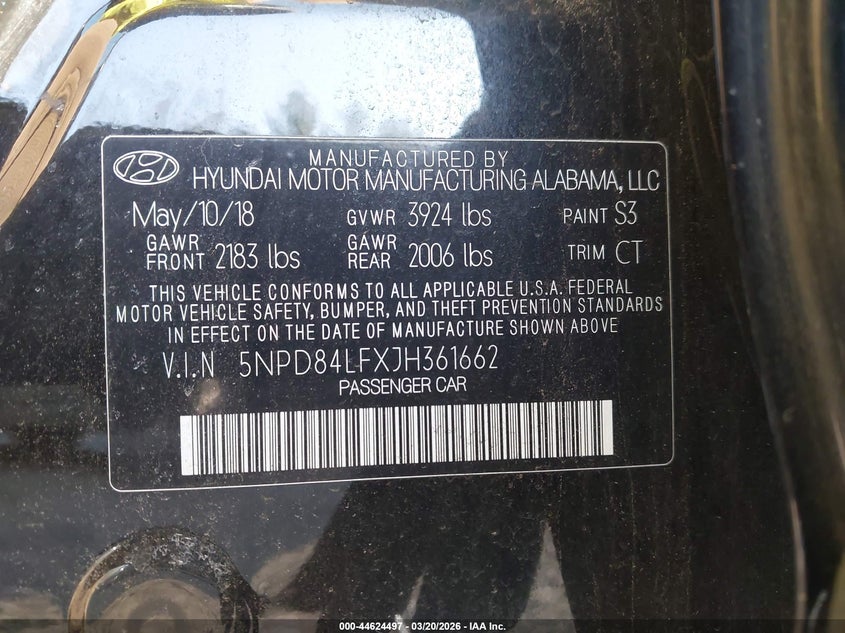 MANUFACTURED BY
HYUNDAI MOTOR MANUFACTURING ALABAMA, LLC
May/10/18 GVWR 3924 lbs PAINT S3
GAWR FRONT 2183 lbs GAWR REAR 2006 lbs TRIM CT
THIS VEHICLE CONFORMS TO ALL APPLICABLE U.S.A. FEDERAL
MOTOR VEHICLE SAFETY, BUMPER, AND THEFT PREVENTION STANDARDS
IN EFFECT ON THE DATE OF MANUFACTURE SHOWN ABOVE
V.I.N 5NPD84LFXJH361662
PASSENGER CAR
000-44624497 — 03/20/2026 — IAA Inc.